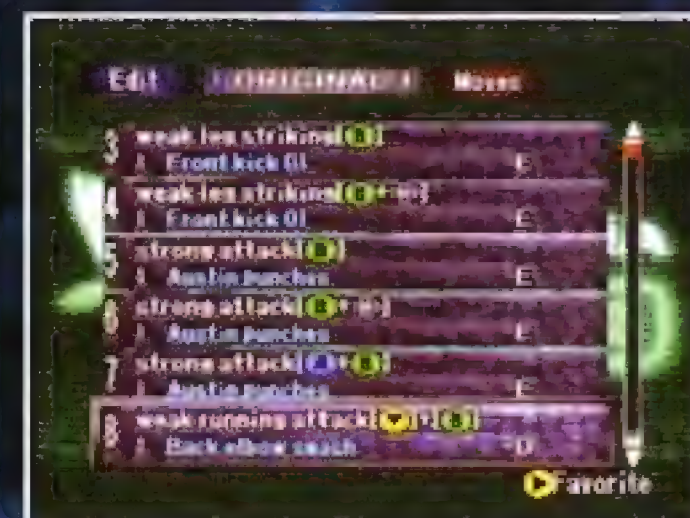 Edit Moves
3 weak leg striking[B]
Front kick 01
E
4 weak leg striking[B+
Front kick 01
E
5 strong attack[B]
Austin punches
E
6 strong attack[B+
Austin punches
E
7 strong attack[ +B]
Austin punches
E
8 weak running attack[▼]+[B]
Back elbow smash
D
Favorite